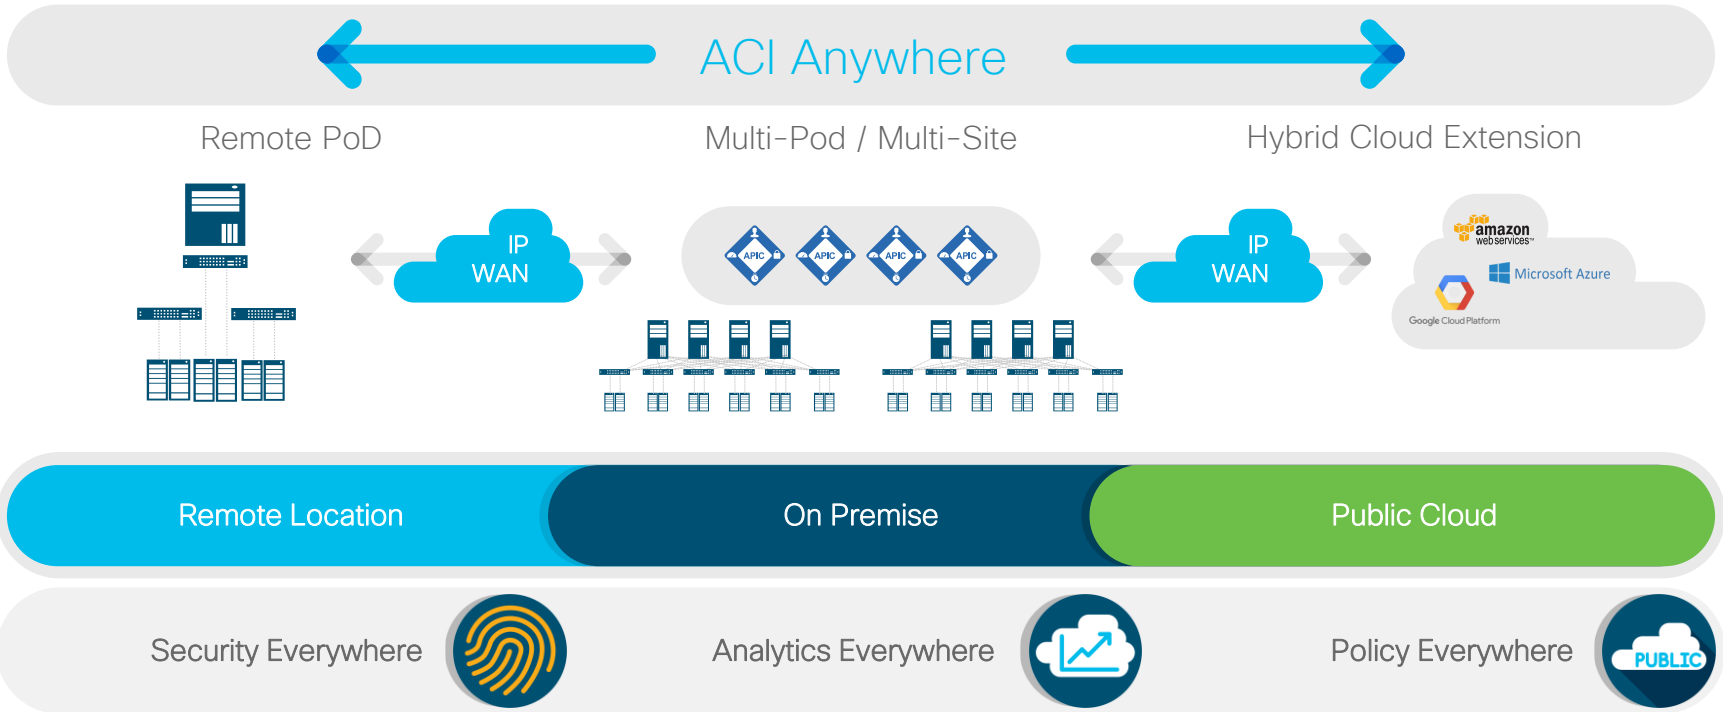 ACI Anywhere
Remote PoD
Multi-Pod / Multi-Site
Hybrid Cloud Extension
IP
WAN
APIC
APIC
APIC
APIC
IP
WAN
amazon
web services™
Microsoft Azure
Google Cloud Platform
Remote Location
On Premise
Public Cloud
Security Everywhere
Analytics Everywhere
Policy Everywhere
PUBLIC